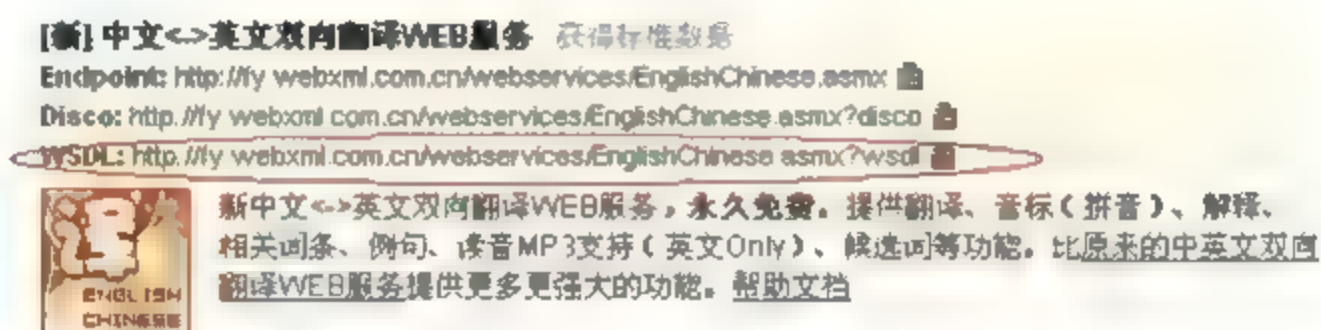 [新] 中文<->英文双向翻译WEB服务 获得标准数据
Endpoint: http://fy.webxml.com.cn/webservices/EnglishChinese.asmx
Disco: http://fy.webxml.com.cn/webservices/EnglishChinese.asmx?disco
WSDL: http://fy.webxml.com.cn/webservices/EnglishChinese.asmx?wsdl
译
新中文<->英文双向翻译WEB服务，永久免费。提供翻译、音标（拼音）、解释、
相关词条、例句、读音MP3支持（英文Only）、候选词等功能。比原来的中英文双向
翻译WEB服务提供更多更强大的功能。帮助文档
ENGLISH
CHINESE